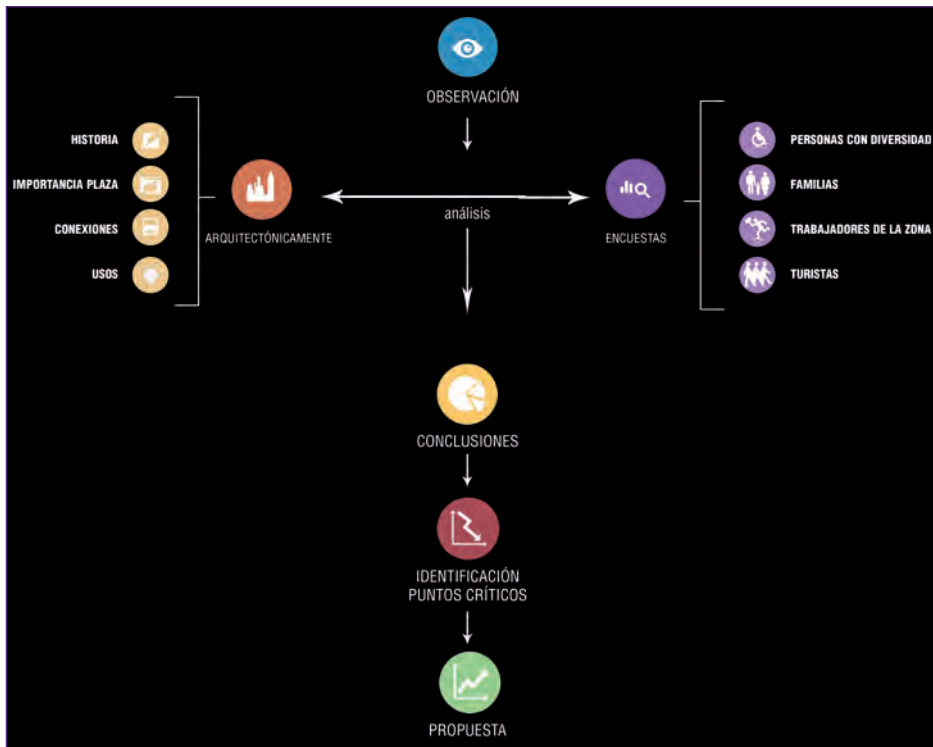 OBSERVACIÓN
HISTORIA
IMPORTANCIA PLAZA
CONEXIONES
USOS
ARQUITECTÓNICAMENTE
análisis
ENCUESTAS
PERSONAS CON DIVERSIDAD
FAMILIAS
TRABAJADORES DE LA ZONA
TURISTAS
CONCLUSIONES
IDENTIFICACIÓN
PUNTOS CRÍTICOS
PROPUESTA